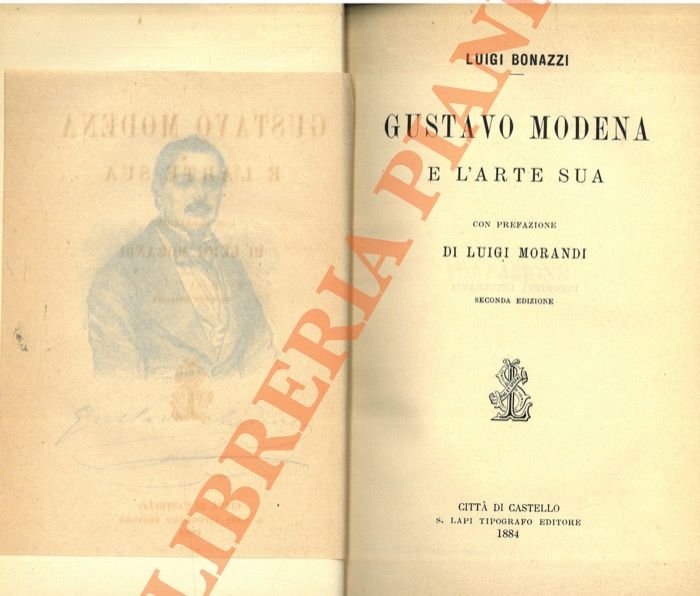 LUIGI BONAZZI
GUSTAVO MODENA
E L'ARTE SUA
CON PREFAZIONE
DI LUIGI MORANDI
SECONDA EDIZIONE
CITTÀ DI CASTELLO
S. LAPI TIPOGRAFO EDITORE
1884
LIBRERIA PIANI